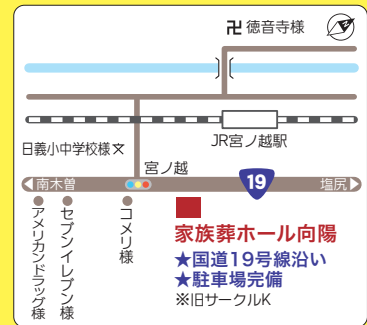 卍 徳音寺様
JR宮ノ越駅
日義小中学校様文
宮ノ越
南木曽
19
塩尻
アメリカンドラッグ様
セブンイレブン様
コメリ様
家族葬ホール向陽
★国道19号線沿い
★駐車場完備
※旧サークルK